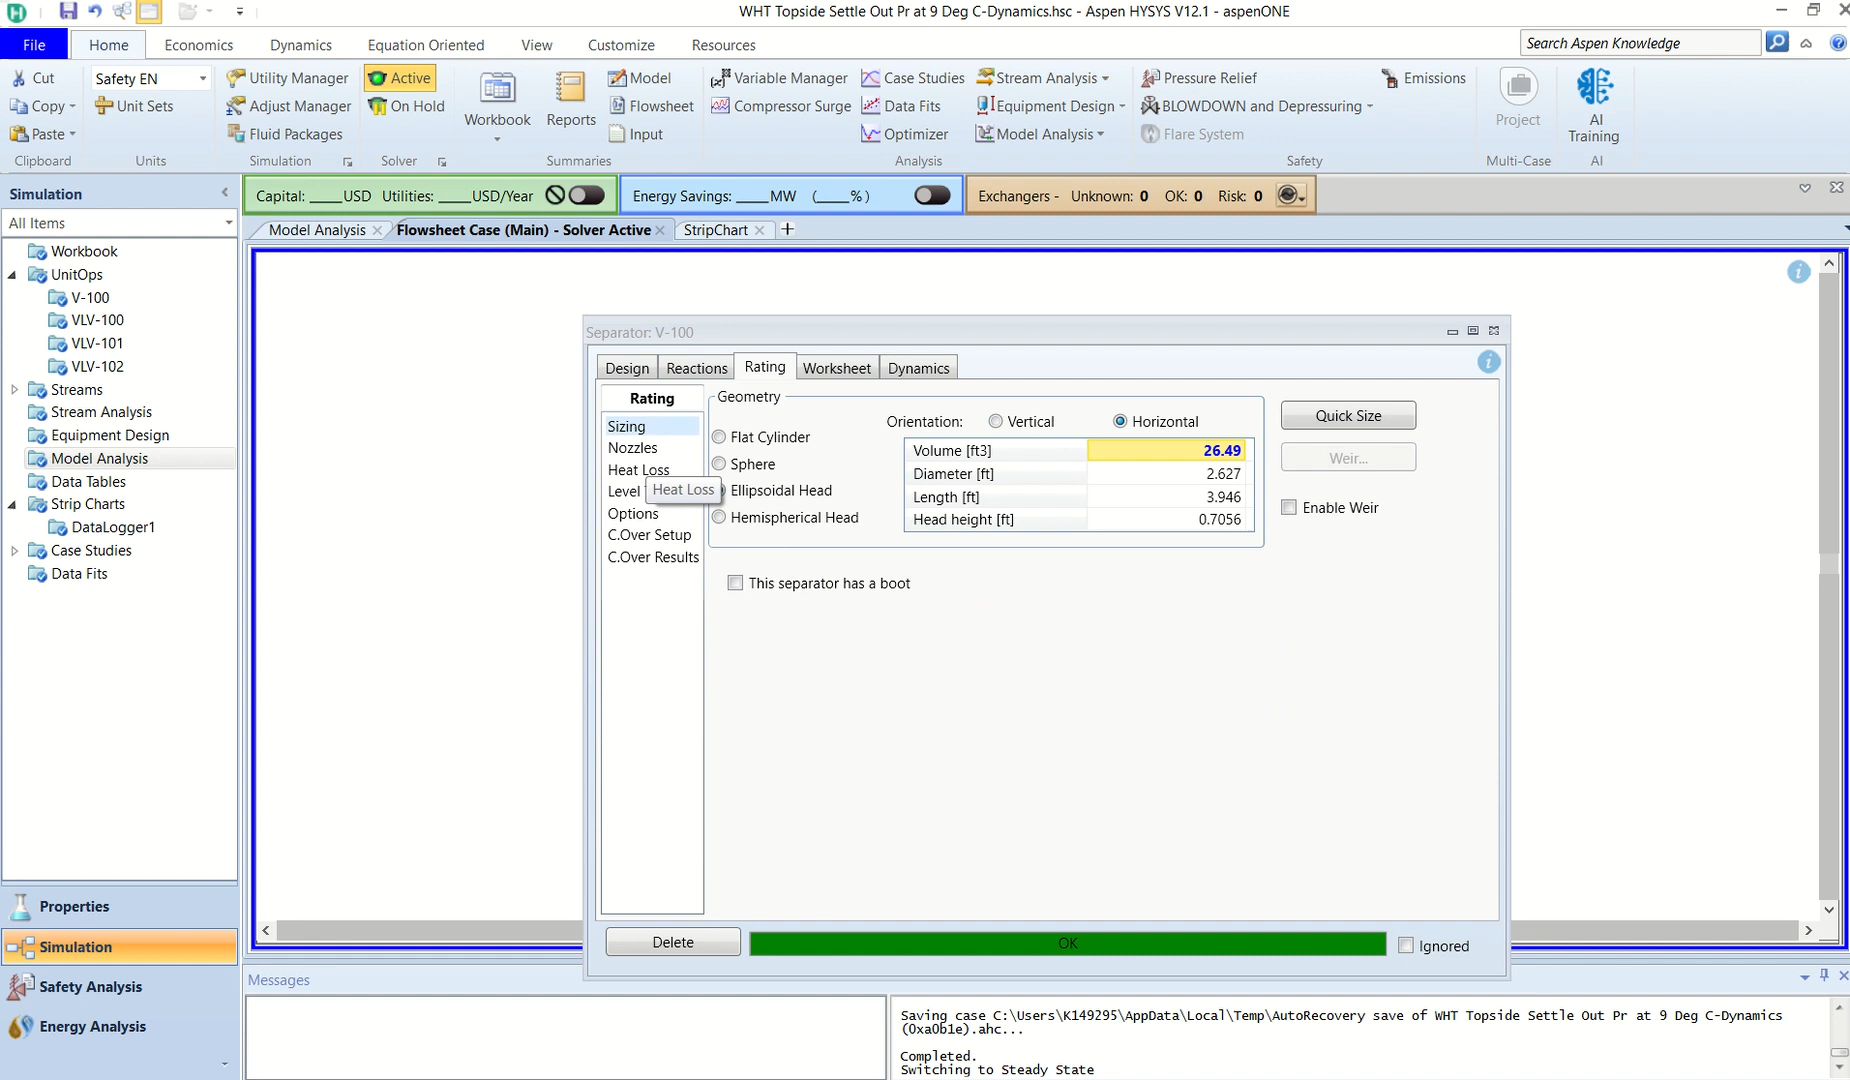 WHT Topside Settle Out Pr at 9 Deg C-Dynamics.hsc - Aspen HYSYS V12.1 - aspenONE
File Home Economics Dynamics Equation Oriented View Customize Resources
Search Aspen Knowledge
Cut Safety EN Utility Manager Active Model Variable Manager Case Studies Stream Analysis Pressure Relief Emissions
Copy Unit Sets Adjust Manager On Hold Workbook Reports Flowsheet Compressor Surge Data Fits Equipment Design BLOWDOWN and Depressuring Project AI Training
Paste Fluid Packages Input Optimizer Model Analysis Flare System
Clipboard Units Simulation Solver Summaries Analysis Safety Multi-Case AI
Simulation
All Items
Workbook
UnitOps
V-100
VLV-100
VLV-101
VLV-102
Streams
Stream Analysis
Equipment Design
Model Analysis
Data Tables
Strip Charts
DataLogger1
Case Studies
Data Fits
Properties
Simulation
Safety Analysis
Energy Analysis
Capital: ____USD Utilities: ____USD/Year Energy Savings: ____MW (____%) Exchangers - Unknown: 0 OK: 0 Risk: 0
Model Analysis Flowsheet Case (Main) - Solver Active StripChart +
Separator: V-100
Design Reactions Rating Worksheet Dynamics
Rating
Sizing
Nozzles
Heat Loss
Level
Heat Loss
Options
C.Over Setup
C.Over Results
Geometry
Flat Cylinder
Sphere
Ellipsoidal Head
Hemispherical Head
Orientation: Vertical Horizontal
Volume [ft3] 26.49
Diameter [ft] 2.627
Length [ft] 3.946
Head height [ft] 0.7056
Quick Size
Weir...
Enable Weir
This separator has a boot
Delete OK Ignored
Messages
Saving case C:\Users\K149295\AppData\Local\Temp\AutoRecovery save of WHT Topside Settle Out Pr at 9 Deg C-Dynamics
(0xa0b1e).ahc...
Completed.
Switching to Steady State